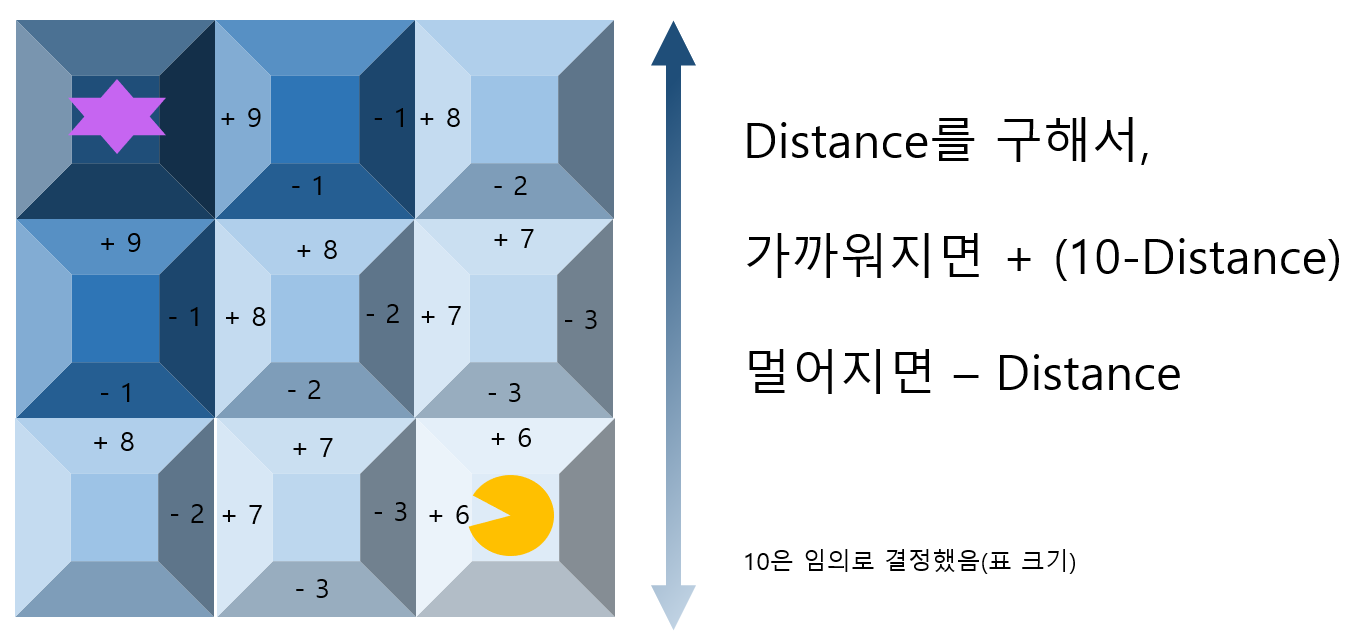 + 9 - 1 + 8
- 1 - 2
+ 9 + 8 + 7
- 1 + 8 - 2 + 7 - 3
- 1 - 2 - 3
+ 8 + 7 + 6
- 2 + 7 - 3 + 6
- 3
Distance를 구해서,
가까워지면 + (10-Distance)
멀어지면 – Distance
10은 임의로 결정했음(표 크기)